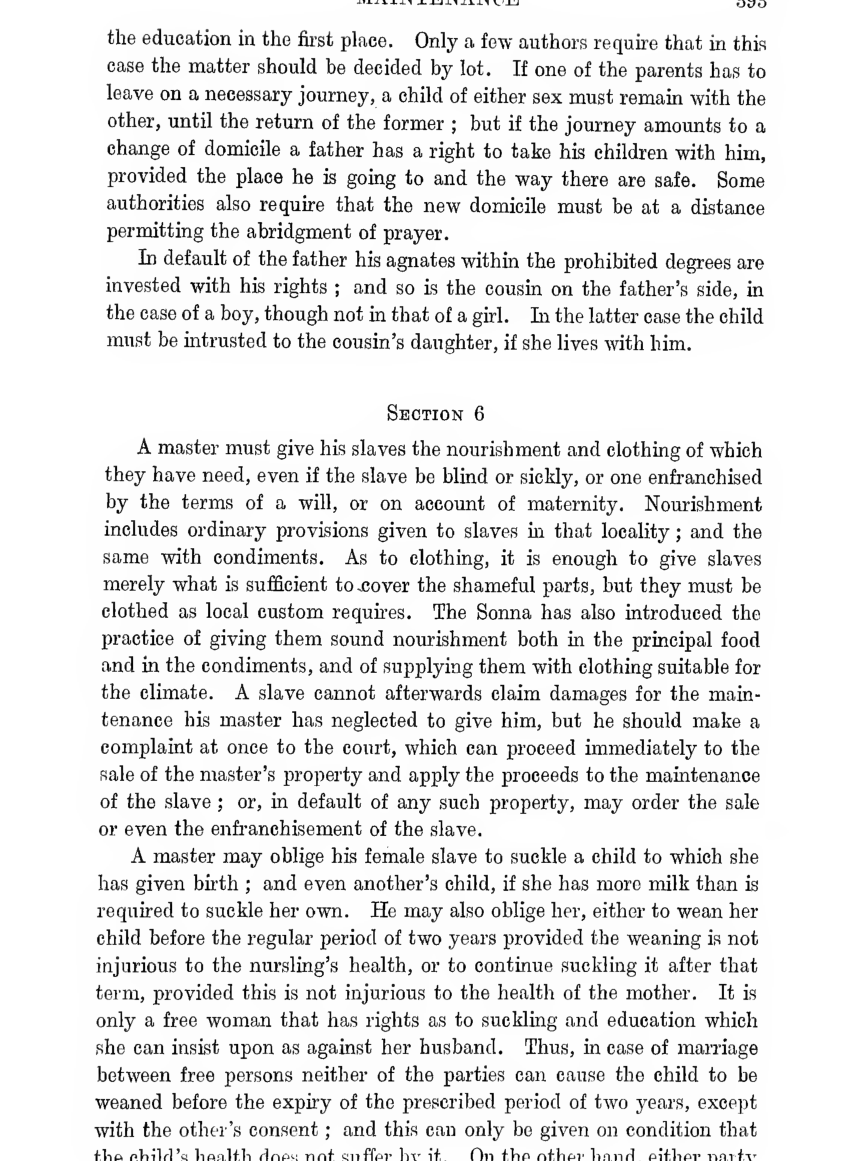 MAINTENANCE 395
the education in the first place. Only a few authors require that in this
case the matter should be decided by lot. If one of the parents has to
leave on a necessary journey, a child of either sex must remain with the
other, until the return of the former ; but if the journey amounts to a
change of domicile a father has a right to take his children with him,
provided the place he is going to and the way there are safe. Some
authorities also require that the new domicile must be at a distance
permitting the abridgment of prayer.
In default of the father his agnates within the prohibited degrees are
invested with his rights ; and so is the cousin on the father's side, in
the case of a boy, though not in that of a girl. In the latter case the child
must be intrusted to the cousin's daughter, if she lives with him.
SECTION 6
A master must give his slaves the nourishment and clothing of which
they have need, even if the slave be blind or sickly, or one enfranchised
by the terms of a will, or on account of maternity. Nourishment
includes ordinary provisions given to slaves in that locality ; and the
same with condiments. As to clothing, it is enough to give slaves
merely what is sufficient to cover the shameful parts, but they must be
clothed as local custom requires. The Sonna has also introduced the
practice of giving them sound nourishment both in the principal food
and in the condiments, and of supplying them with clothing suitable for
the climate. A slave cannot afterwards claim damages for the main-
tenance his master has neglected to give him, but he should make a
complaint at once to the court, which can proceed immediately to the
sale of the master's property and apply the proceeds to the maintenance
of the slave ; or, in default of any such property, may order the sale
or even the enfranchisement of the slave.
A master may oblige his female slave to suckle a child to which she
has given birth ; and even another's child, if she has more milk than is
required to suckle her own. He may also oblige her, either to wean her
child before the regular period of two years provided the weaning is not
injurious to the nursling's health, or to continue suckling it after that
term, provided this is not injurious to the health of the mother. It is
only a free woman that has rights as to suckling and education which
she can insist upon as against her husband. Thus, in case of marriage
between free persons neither of the parties can cause the child to be
weaned before the expiry of the prescribed period of two years, except
with the other's consent ; and this can only be given on condition that
the child's health does not suffer by it. On the other hand, either party